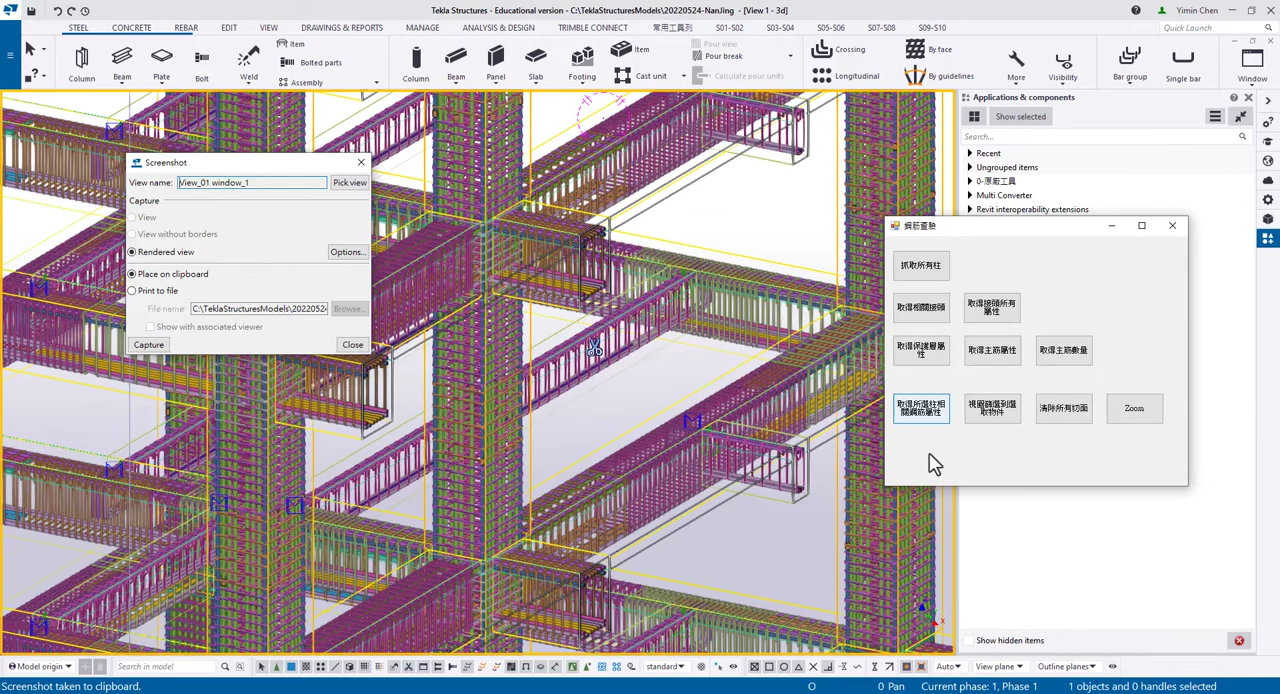 Tekla Structures - Educational version - C:\TeklaStructuresModels\20220524-NanJing - [View 1 - 3d]
Yimin Chen
STEEL
CONCRETE
REBAR
EDIT
VIEW
DRAWINGS & REPORTS
MANAGE
ANALYSIS & DESIGN
TRIMBLE CONNECT
常用工具列
S01-S02
S03-S04
S05-S06
S07-S08
S09-S10
Quick Launch
Column
Beam
Plate
Bolt
Weld
Item
Bolted parts
Assembly
Column
Beam
Panel
Slab
Footing
Item
Cast unit
Pour view
Pour break
Calculate pour units
Crossing
Longitudinal
By face
By guidelines
More
Visibility
Bar group
Single bar
Window
Applications & components
Show selected
Search...
Recent
Ungrouped items
0-原廠工具
Multi Converter
Revit interoperability extensions
Screenshot
View name:
View_01 window_1
Pick view
Capture
View
View without borders
Rendered view
Options...
Place on clipboard
Print to file
File name:
C:\TeklaStructuresModels\2022052
Browse...
Show with associated viewer
Capture
Close
鋼筋查驗
抓取所有柱
取得相關接頭
取得接頭所有
屬性
取得保護層屬
性
取得主筋屬性
取得主筋數量
取得所選柱相
關鋼筋屬性
視圖篩選到選
取物件
清除所有切面
Zoom
M
M
M
M
M
M
x
Show hidden items
Model origin
Search in model
standard
Auto
View plane
Outline planes
Screenshot taken to clipboard.
O
0 Pan
Current phase: 1, Phase 1
1 objects and 0 handles selected